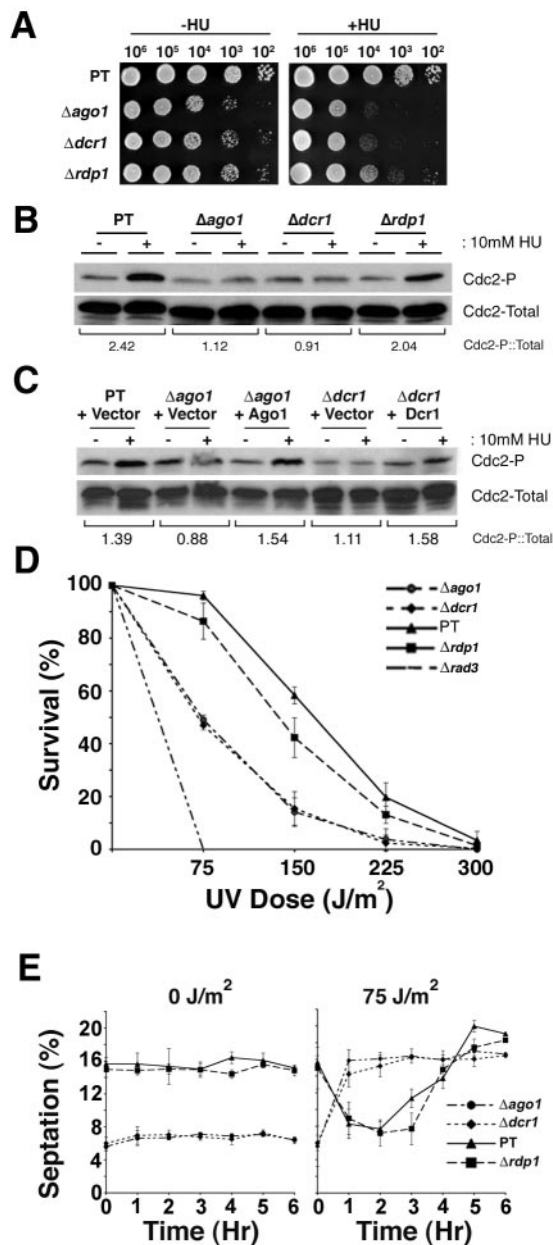 A
-HU
+HU
10⁶ 10⁵ 10⁴ 10³ 10²
10⁶ 10⁵ 10⁴ 10³ 10²
PT
Δago1
Δdcr1
Δrdp1
B
PT Δago1 Δdcr1 Δrdp1
- + - + - + - + : 10mM HU
Cdc2-P
Cdc2-Total
2.42 1.12 0.91 2.04 Cdc2-P::Total
C
PT Δago1 Δago1 Δdcr1 Δdcr1
+ Vector + Vector + Ago1 + Vector + Dcr1
- + - + - + - + - + : 10mM HU
Cdc2-P
Cdc2-Total
1.39 0.88 1.54 1.11 1.58 Cdc2-P::Total
D
Survival (%)
100
80
60
40
20
0
Δago1
Δdcr1
PT
Δrdp1
Δrad3
75 150 225 300
UV Dose (J/m²)
E
0 J/m² 75 J/m²
Septation (%)
20
16
12
8
4
0
Δago1
Δdcr1
PT
Δrdp1
0 1 2 3 4 5 6
0 1 2 3 4 5 6
Time (Hr) Time (Hr)